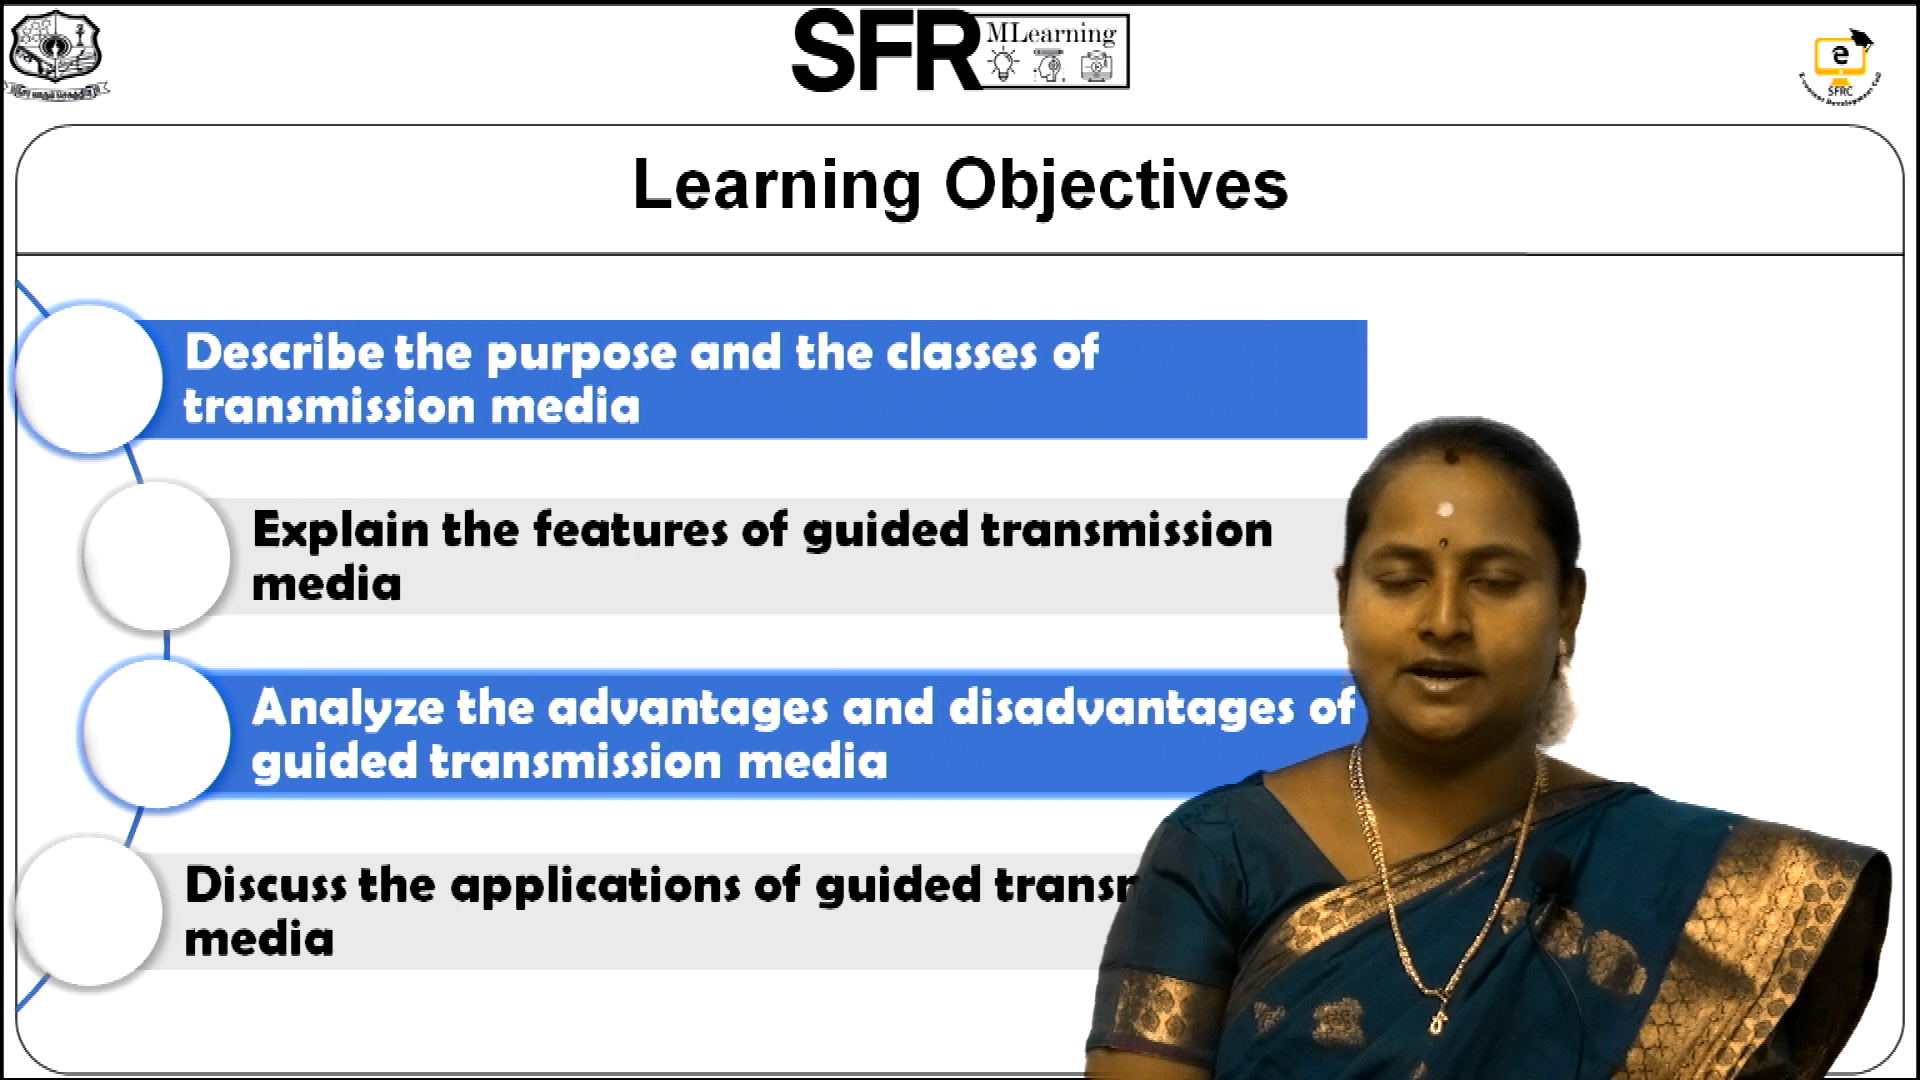 SFR
MLearning
e
SFRC
Learning Objectives
Describe the purpose and the classes of
transmission media
Explain the features of guided transmission
media
Analyze the advantages and disadvantages of
guided transmission media
Discuss the applications of guided
media